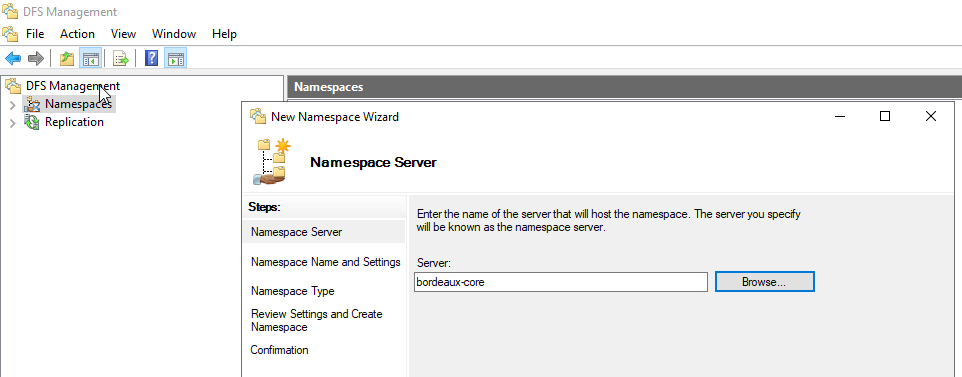 DFS Management
File Action View Window Help
DFS Management
Namespaces
Replication
Namespaces
New Namespace Wizard
Namespace Server
Steps:
Namespace Server
Namespace Name and Settings
Namespace Type
Review Settings and Create
Namespace
Confirmation
Enter the name of the server that will host the namespace. The server you specify
will be known as the namespace server.
Server:
bordeaux-core
Browse...